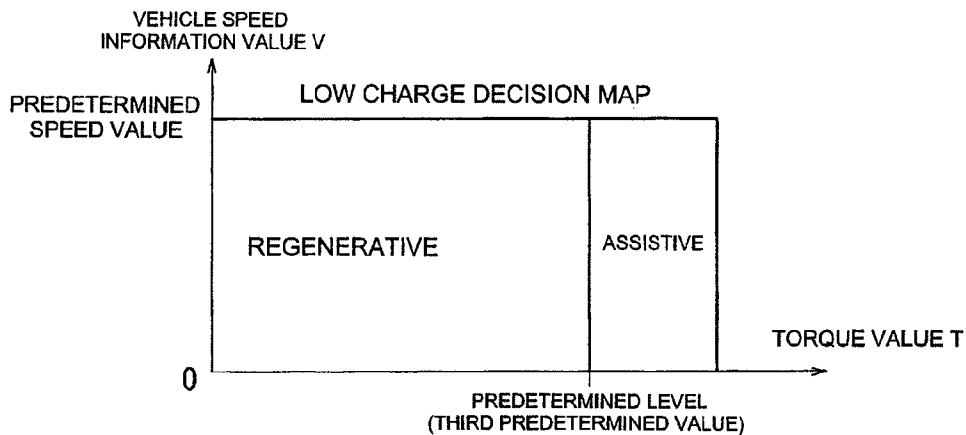 VEHICLE SPEED
INFORMATION VALUE V
LOW CHARGE DECISION MAP
PREDETERMINED
SPEED VALUE
REGENERATIVE
ASSISTIVE
TORQUE VALUE T
0
PREDETERMINED LEVEL
(THIRD PREDETERMINED VALUE)